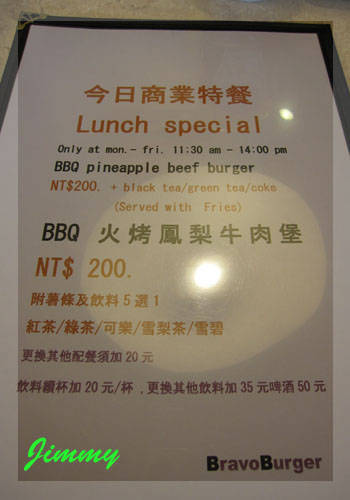 今日商業特餐
Lunch special
Only at mon.- fri. 11:30 am - 14:00 pm
BBQ pineapple beef burger
NT$200. + black tea/green tea/coke
(Served with Fries)
BBQ 火烤鳳梨牛肉堡
NT$ 200.
附薯條及飲料5選1
紅茶/綠茶/可樂/雪梨茶/雪碧
更換其他配餐須加20元
飲料續杯加20元/杯 ,更換其他飲料加35元啤酒50元
Jimmy
BravoBurger